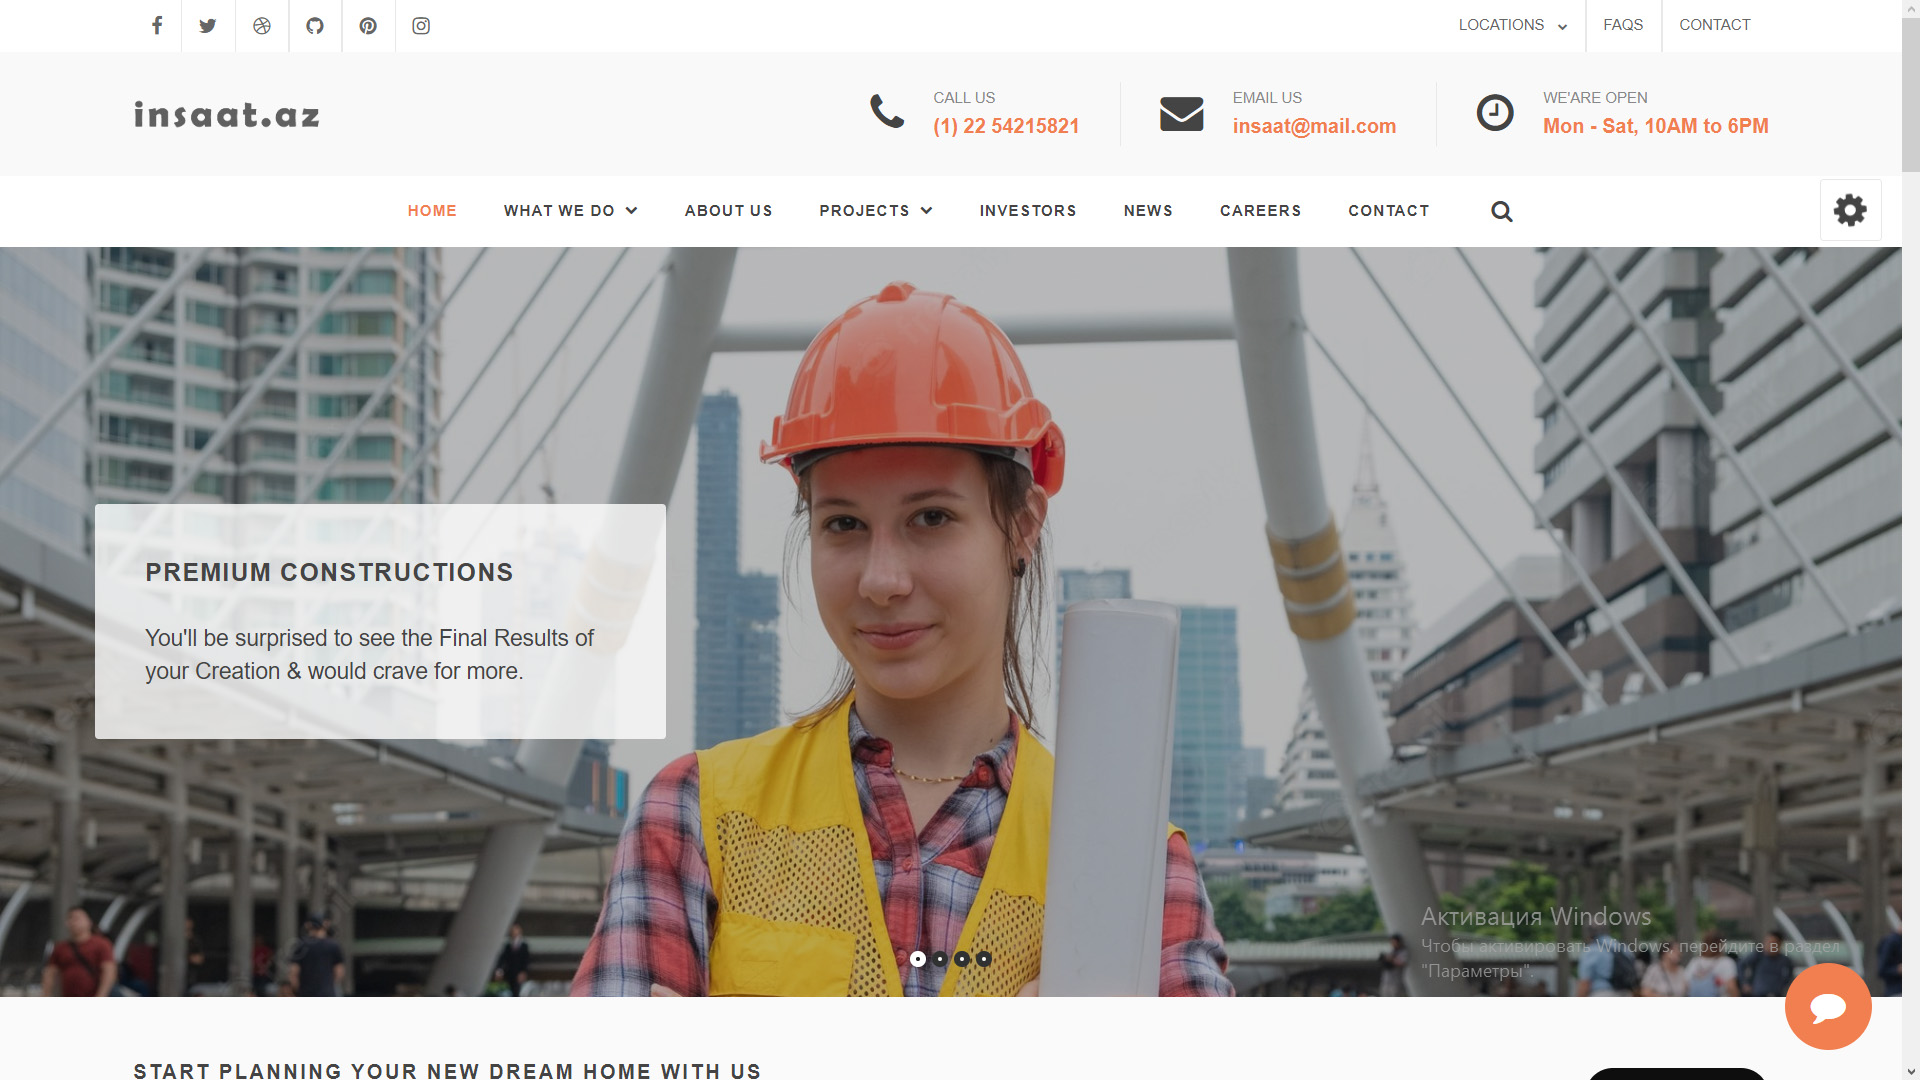 LOCATIONS
FAQS
CONTACT
insaat.az
CALL US
(1) 22 54215821
EMAIL US
insaat@mail.com
WE'ARE OPEN
Mon - Sat, 10AM to 6PM
HOME
WHAT WE DO
ABOUT US
PROJECTS
INVESTORS
NEWS
CAREERS
CONTACT
PREMIUM CONSTRUCTIONS
You'll be surprised to see the Final Results of
your Creation & would crave for more.
Активация Windows
Чтобы активировать Windows, перейдите в раздел
"Параметры".
START PLANNING YOUR NEW DREAM HOME WITH US